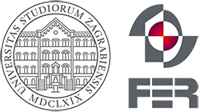 UNIVERSITAS STUDIORUM ZAGRABIENSIS
MDCLXIX
FER